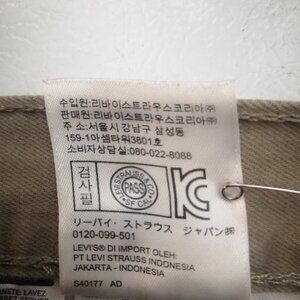 수입원: 리바이스트라우스코리아㈜
판매원: 리바이스트라우스코리아㈜
주소:서울시 강남구 삼성동
159-1 아셈타워3801호
소비자상담실:080-022-8088
검사필
LEVI STRAUSS & CO.
PASS
SF CAL
KC
リーバイ・ストラウス ジャパン㈱
0120-099-501
LEVI'S® DI IMPORT OLEH:
PT LEVI STRAUSS INDONESIA
JAKARTA - INDONESIA
S40177 AD